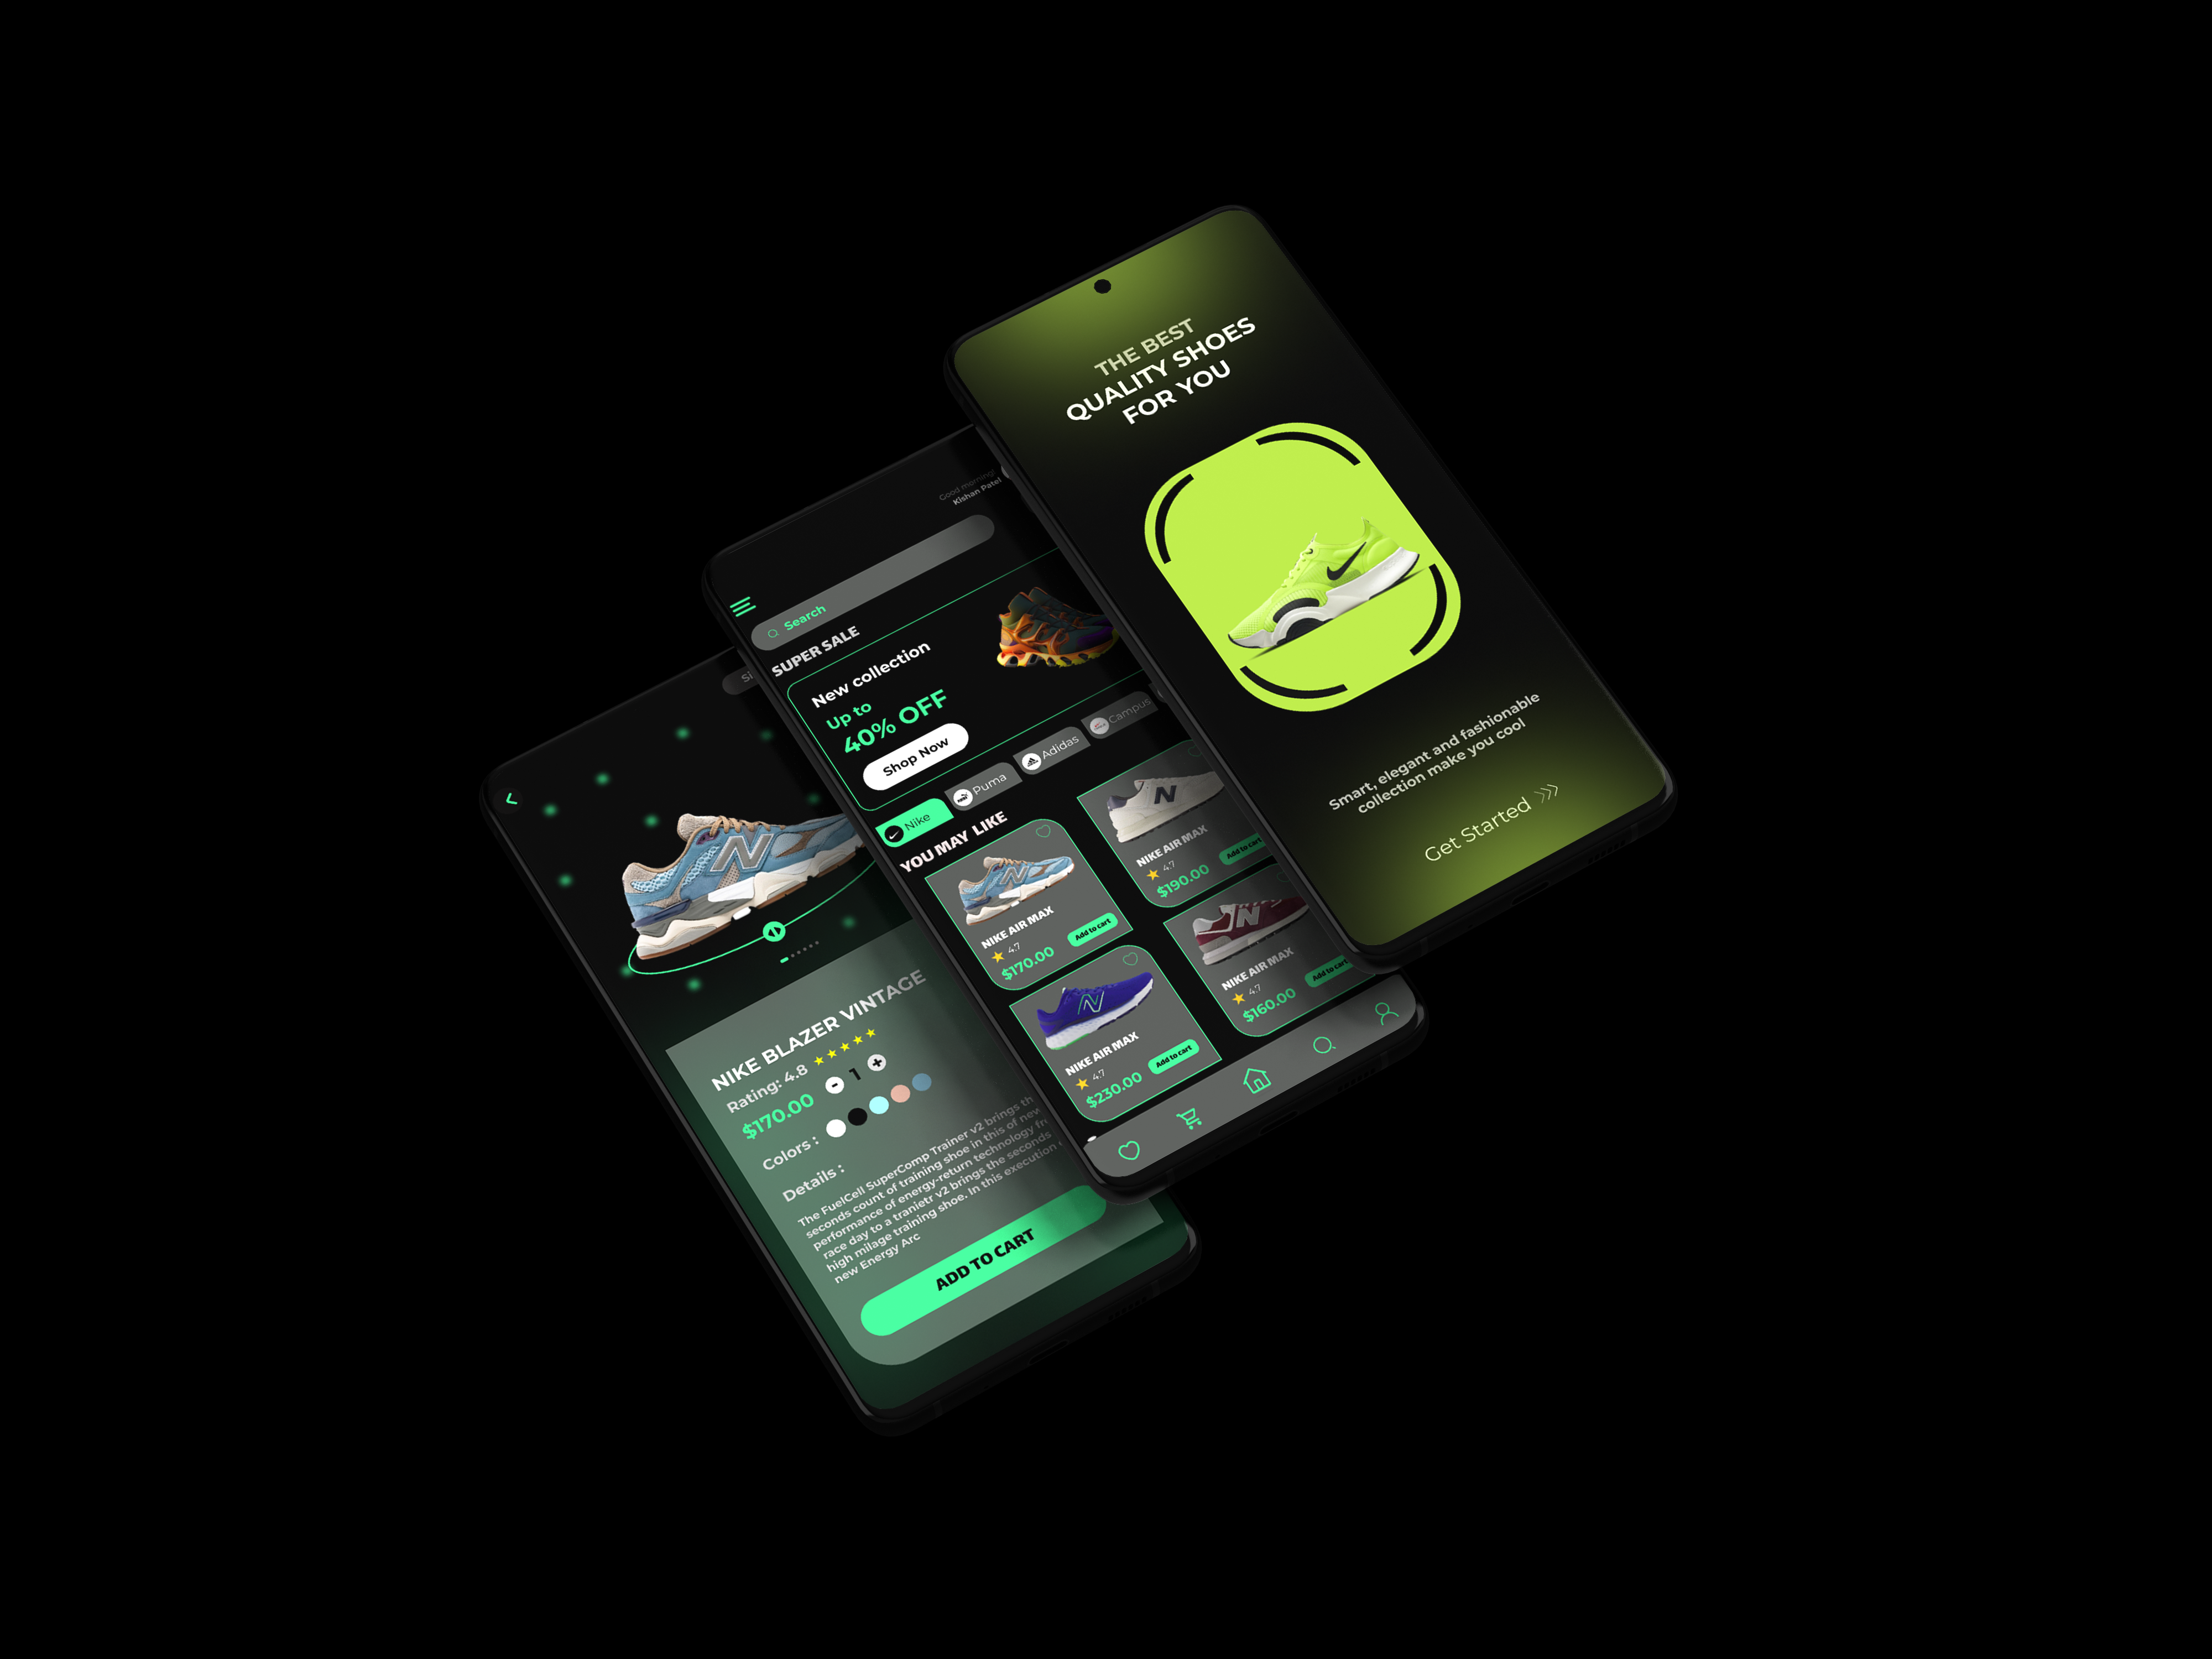 THE BEST
QUALITY SHOES
FOR YOU
Smart, elegant and fashionable
collection make you cool
Get Started
Good morning!
Kishan Patel
Search
SUPER SALE
New collection
Up to
40% OFF
Shop Now
Nike
Puma
Adidas
Campus
YOU MAY LIKE
N
NIKE AIR MAX
4.7
$170.00
Add to cart
N
NIKE AIR MAX
4.7
$190.00
Add to cart
N
NIKE AIR MAX
4.7
$230.00
Add to cart
N
NIKE AIR MAX
4.7
$160.00
Add to cart
N
NIKE BLAZER VINTAGE
Rating: 4.8
$170.00
- 1 +
Colors :
Details :
The FuelCell SuperComp Trainer v2 brings th
seconds count of training shoe in this of new
performance of energy-return technology
race day to a tranietr v2 brings the seconds
high milage training shoe. In this execution
new Energy Arc
ADD TO CART